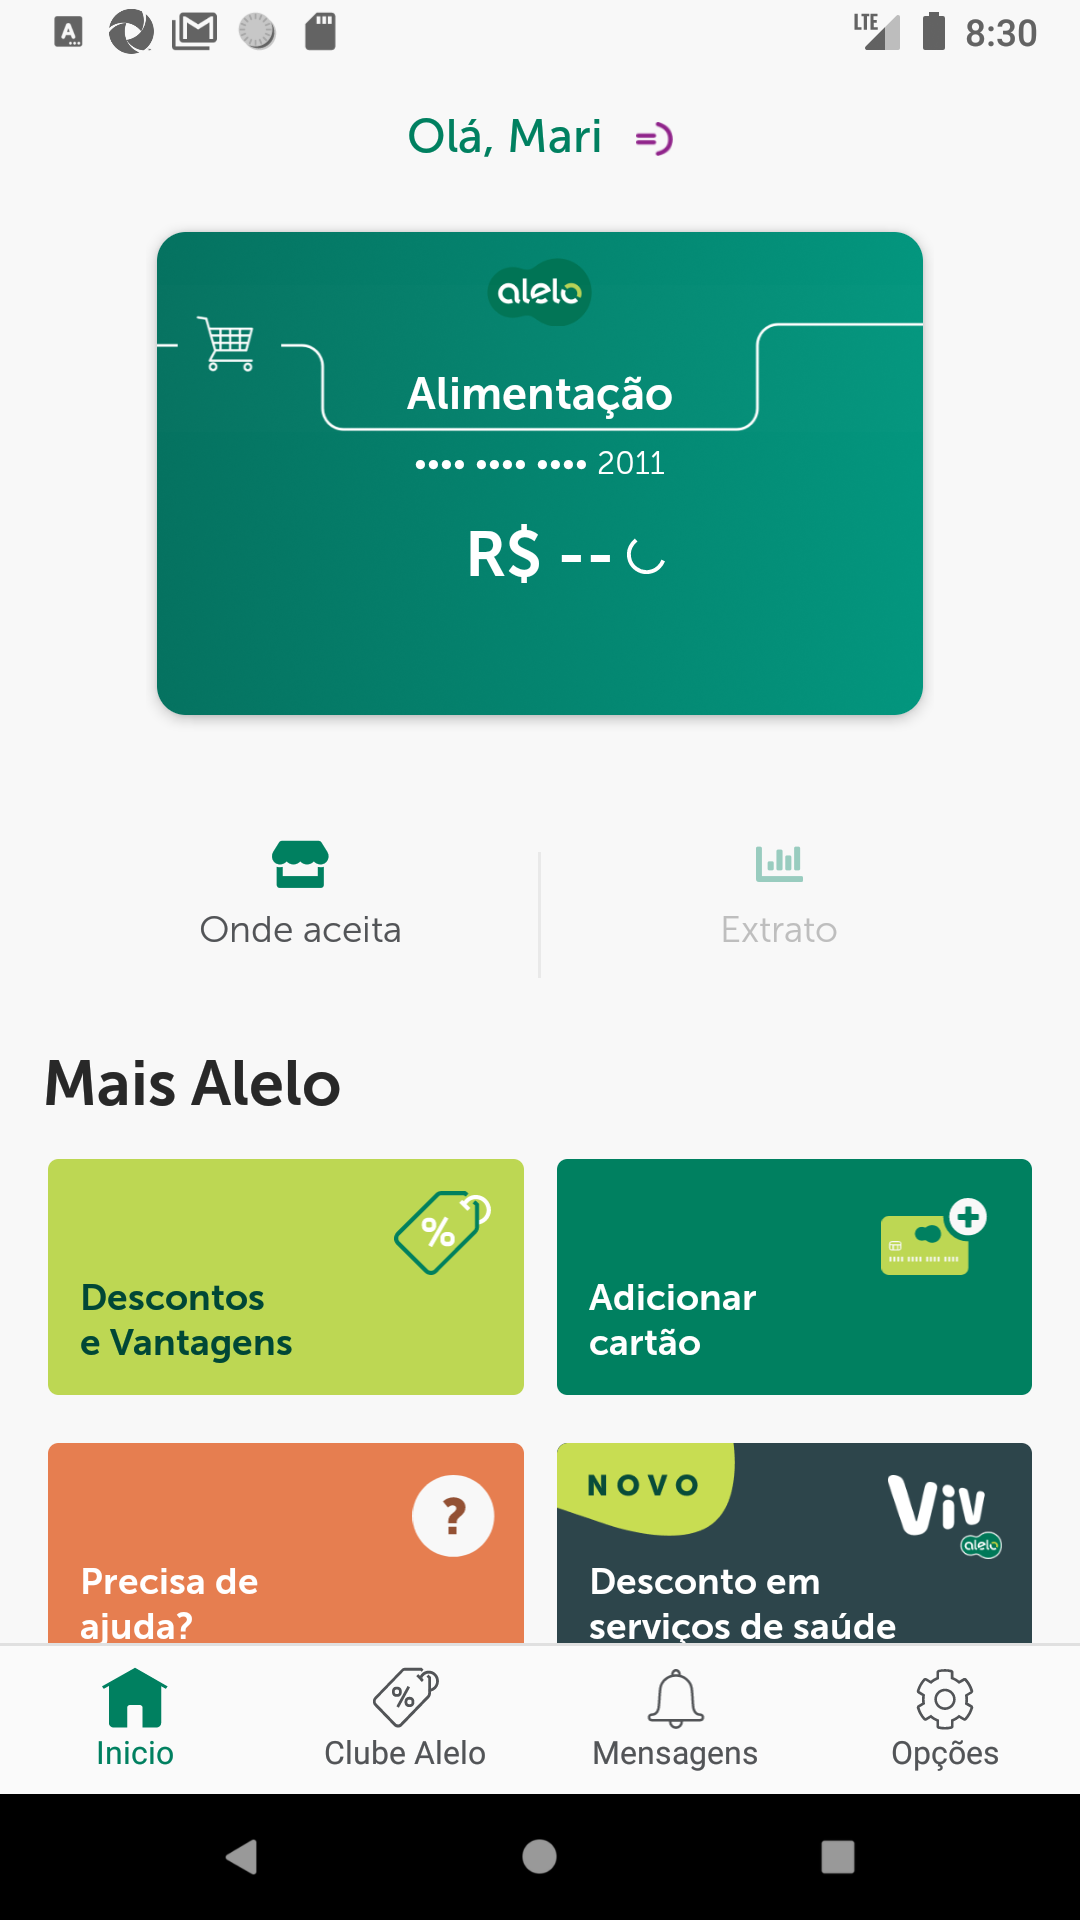 LTE 8:30
Olá, Mari =)
alelo
Alimentação
•••• •••• •••• 2011
R$ --
Onde aceita
Extrato
Mais Alelo
%
Descontos
e Vantagens
Adicionar
cartão
?
Precisa de
ajuda?
NOVO
Viv
alelo
Desconto em
serviços de saúde
Inicio
Clube Alelo
Mensagens
Opções